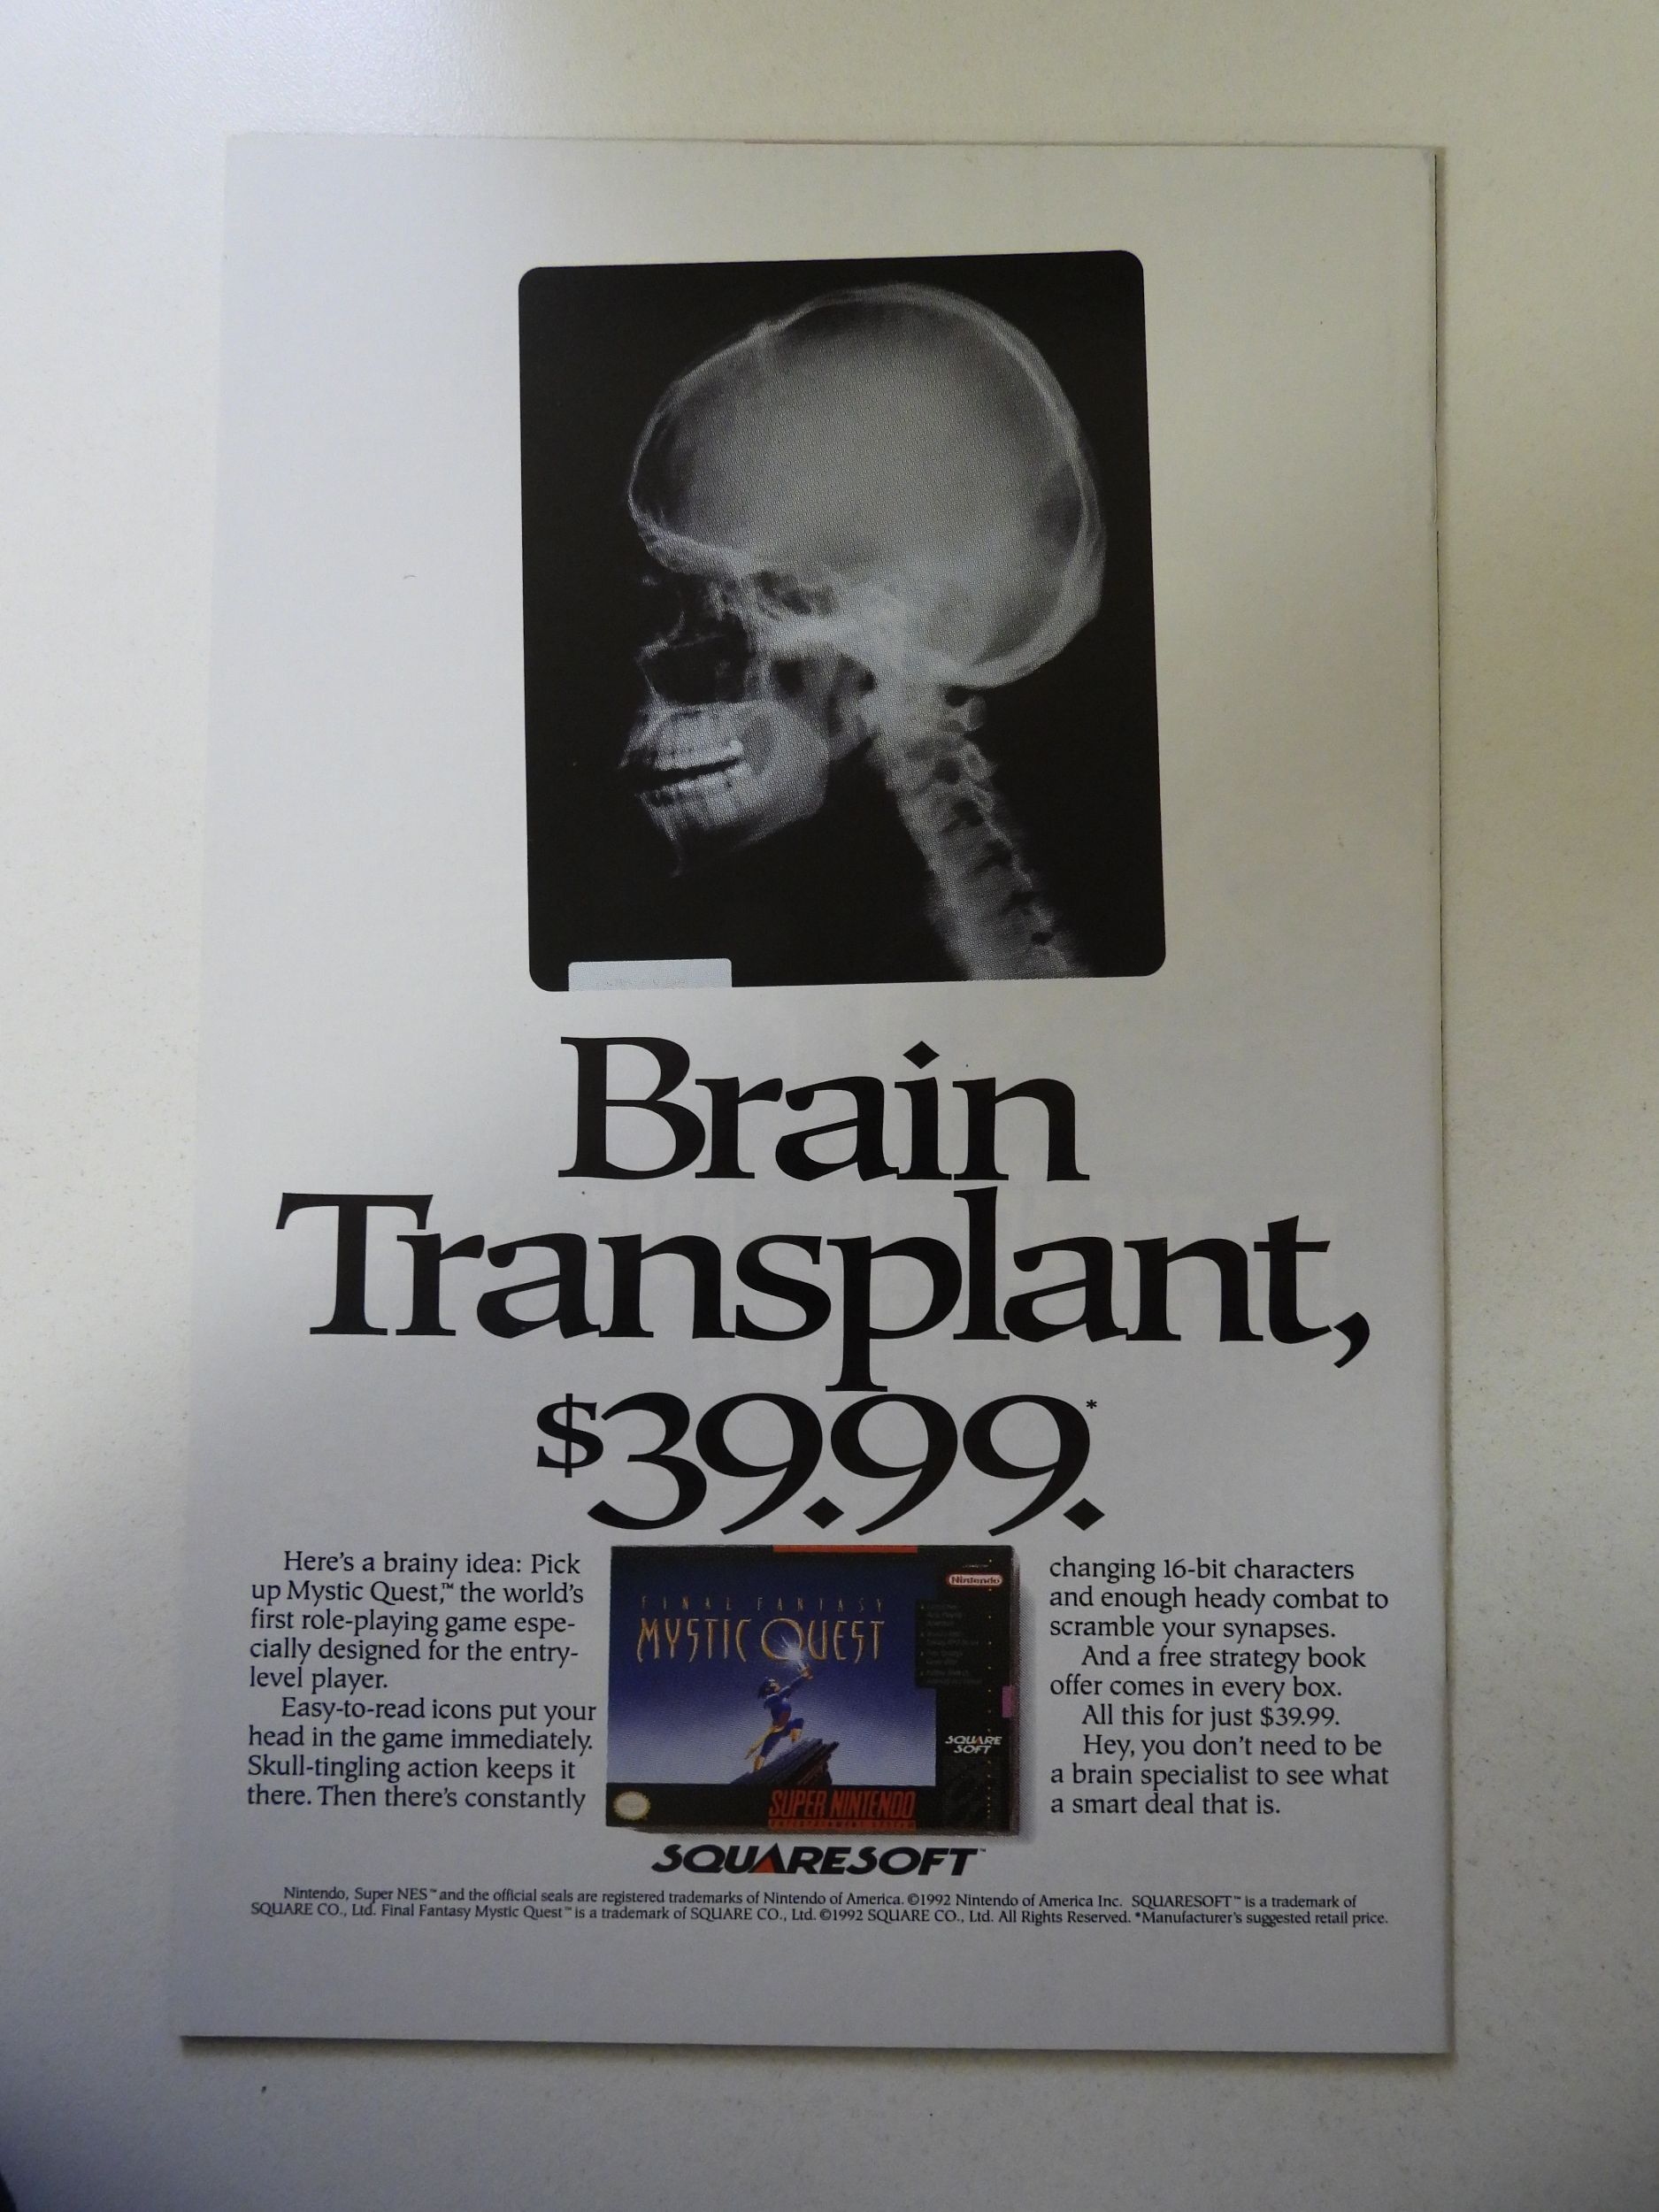 Brain
Transplant,
$39.99.*
Here's a brainy idea: Pick
up Mystic Quest,™ the world's
first role-playing game espe-
cially designed for the entry-
level player.
Easy-to-read icons put your
head in the game immediately.
Skull-tingling action keeps it
there. Then there's constantly
FINAL FANTASY
MYSTIC QUEST
Nintendo
SQUARE
SOFT
SUPER NINTENDO
ENTERTAINMENT SYSTEM
changing 16-bit characters
and enough heady combat to
scramble your synapses.
And a free strategy book
offer comes in every box.
All this for just $39.99.
Hey, you don't need to be
a brain specialist to see what
a smart deal that is.
SQUARESOFT™
Nintendo, Super NES™ and the official seals are registered trademarks of Nintendo of America. ©1992 Nintendo of America Inc. SQUARESOFT™ is a trademark of
SQUARE CO., Ltd. Final Fantasy Mystic Quest™ is a trademark of SQUARE CO., Ltd. ©1992 SQUARE CO., Ltd. All Rights Reserved. *Manufacturer's suggested retail price.